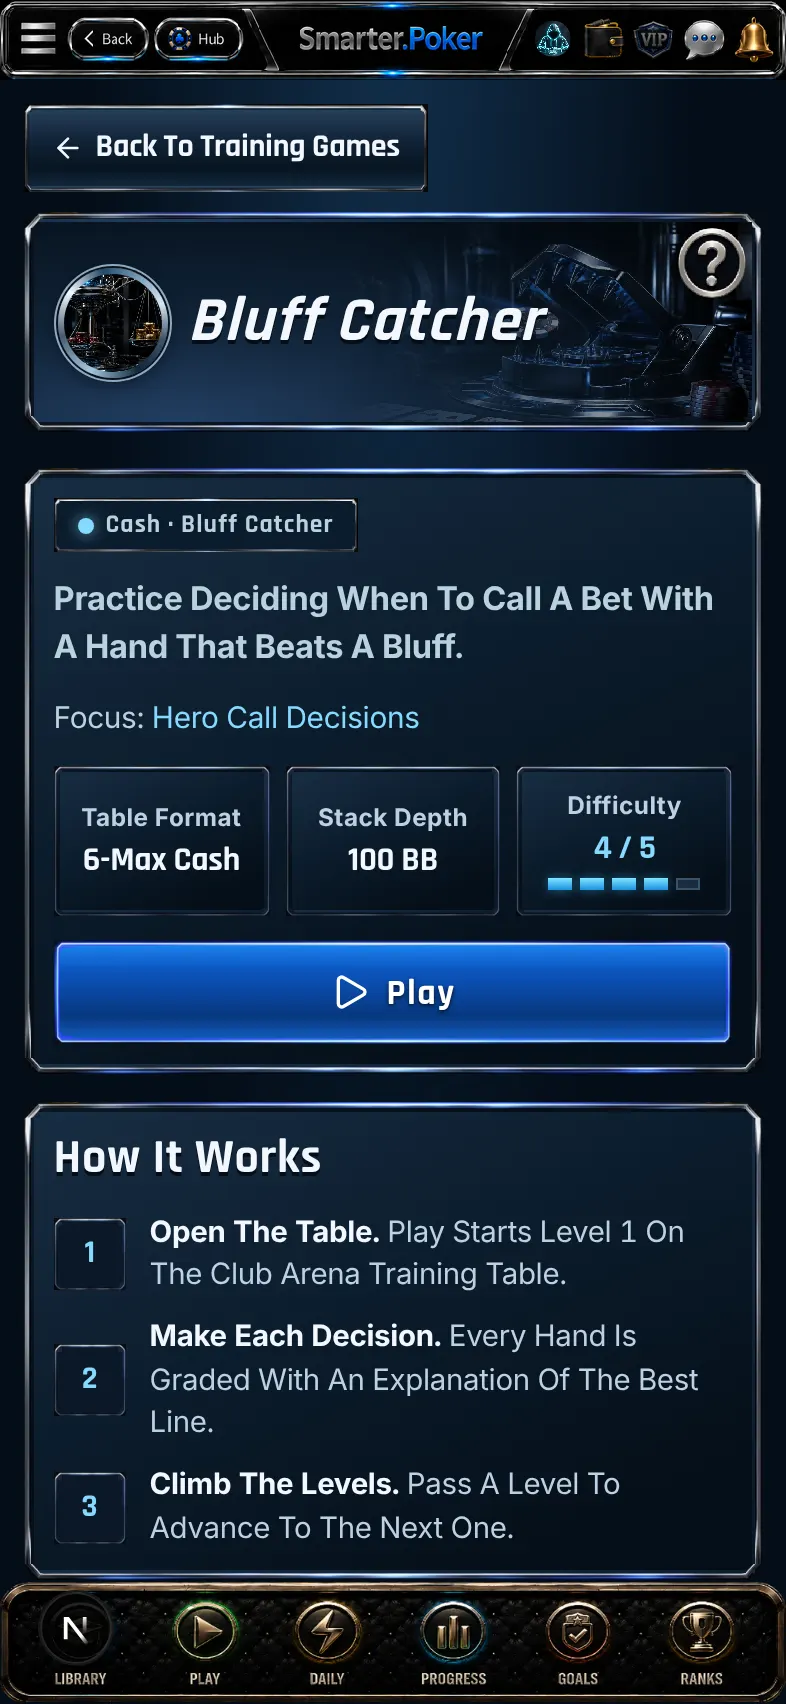 Back
Hub
Smarter.Poker
VIP
Back To Training Games
Bluff Catcher
?
Cash · Bluff Catcher
Practice Deciding When To Call A Bet With
A Hand That Beats A Bluff.
Focus: Hero Call Decisions
Table Format
6-Max Cash
Stack Depth
100 BB
Difficulty
4 / 5
Play
How It Works
1
Open The Table. Play Starts Level 1 On
The Club Arena Training Table.
2
Make Each Decision. Every Hand Is
Graded With An Explanation Of The Best
Line.
3
Climb The Levels. Pass A Level To
Advance To The Next One.
N
LIBRARY
PLAY
DAILY
PROGRESS
GOALS
RANKS